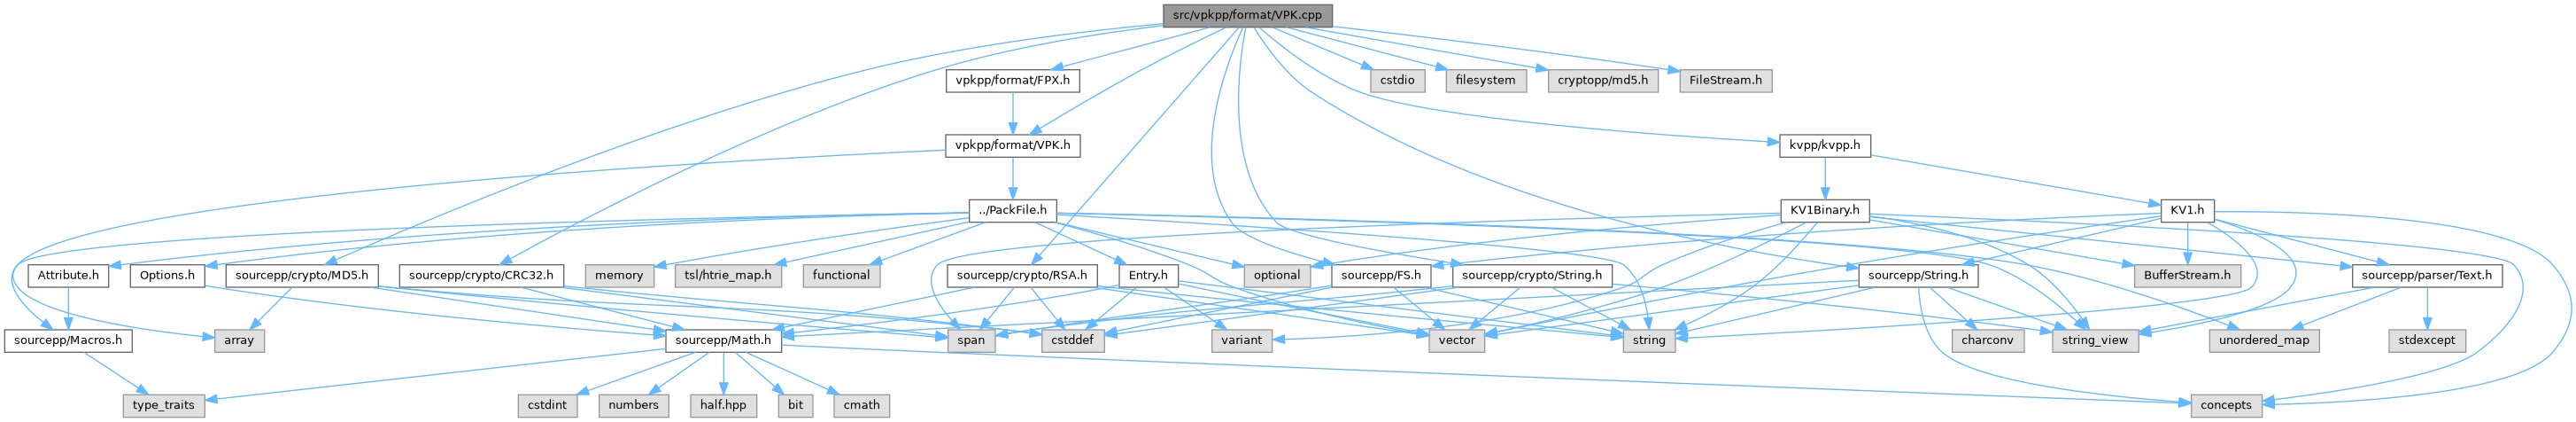 src/vpkpp/format/VPK.cpp
vpkpp/format/FPX.h
cstdio
filesystem
cryptopp/md5.h
FileStream.h
vpkpp/format/VPK.h
kvpp/kvpp.h
../PackFile.h
KV1Binary.h
KV1.h
Attribute.h
Options.h
sourcepp/crypto/MD5.h
sourcepp/crypto/CRC32.h
memory
tsl/htrie_map.h
functional
sourcepp/crypto/RSA.h
Entry.h
optional
sourcepp/FS.h
sourcepp/crypto/String.h
sourcepp/String.h
BufferStream.h
sourcepp/parser/Text.h
sourcepp/Macros.h
array
sourcepp/Math.h
span
cstddef
variant
vector
string
charconv
string_view
unordered_map
stdexcept
type_traits
cstdint
numbers
half.hpp
bit
cmath
concepts